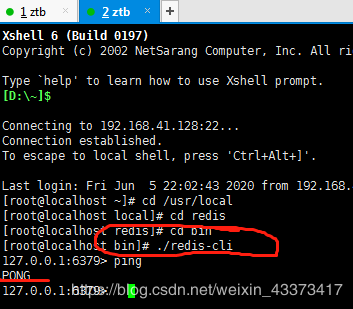 1 ztb
2 ztb
Xshell 6 (Build 0197)
Copyright (c) 2002 NetSarang Computer, Inc. All ri
Type `help' to learn how to use Xshell prompt.
[D:\~]$
Connecting to 192.168.41.128:22...
Connection established.
To escape to local shell, press 'Ctrl+Alt+]'.
Last login: Fri Jun  5 22:02:43 2020 from 192.168.
[root@localhost ~]# cd /usr/local
[root@localhost local]# cd redis
[root@localhost redis]# cd bin
[root@localhost bin]# ./redis-cli
127.0.0.1:6379> ping
PONG
127.0.0.1:6379>
https://blog.csdn.net/weixin_43373417